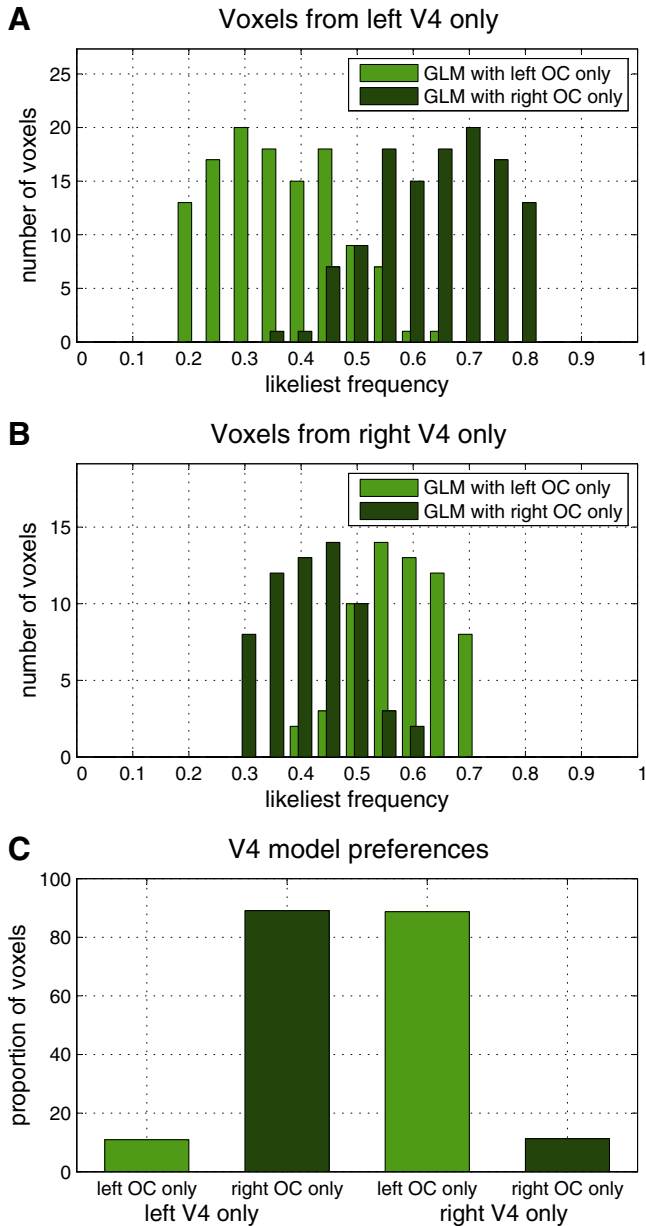 A
Voxels from left V4 only
GLM with left OC only
GLM with right OC only
25
20
15
10
5
0
number of voxels
0 0.1 0.2 0.3 0.4 0.5 0.6 0.7 0.8 0.9 1
likeliest frequency
B
Voxels from right V4 only
GLM with left OC only
GLM with right OC only
15
10
5
0
number of voxels
0 0.1 0.2 0.3 0.4 0.5 0.6 0.7 0.8 0.9 1
likeliest frequency
C
V4 model preferences
100
80
60
40
20
0
proportion of voxels
left OC only right OC only left OC only right OC only
left V4 only right V4 only